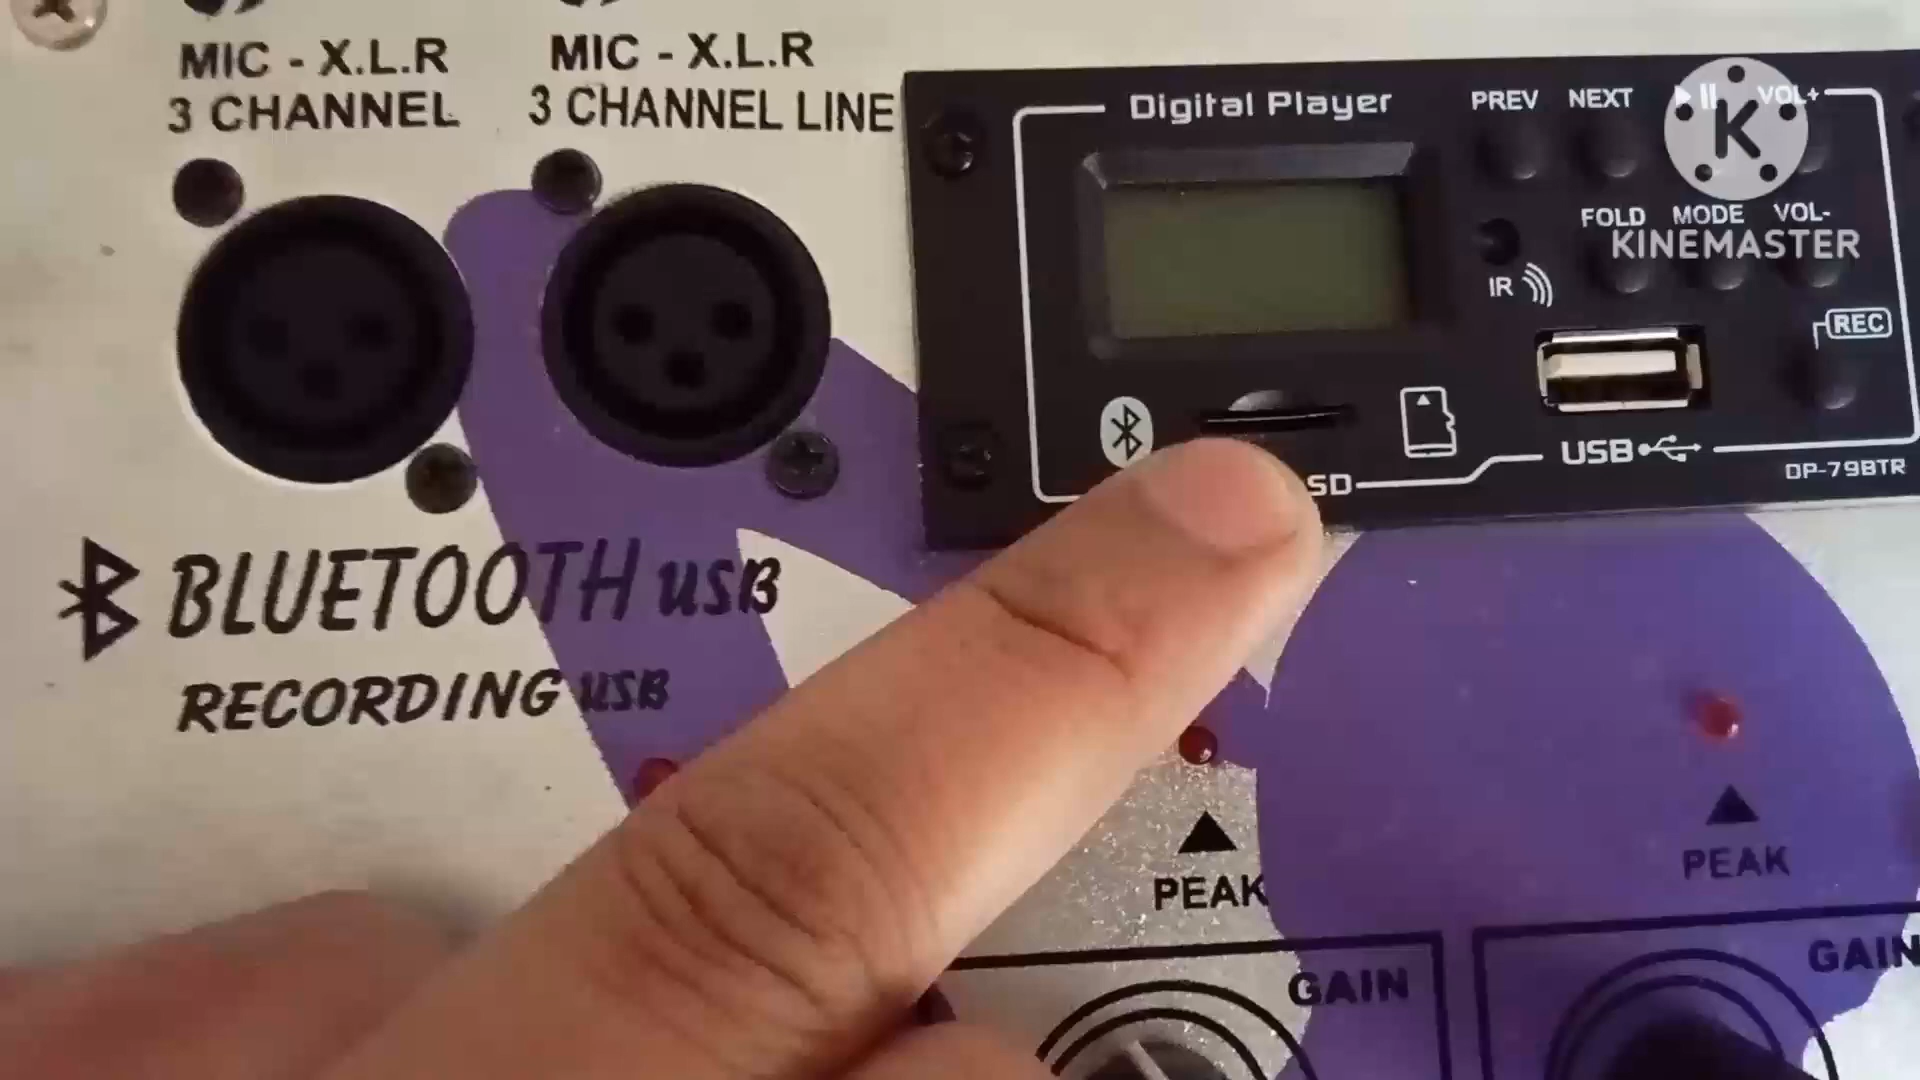 MIC - X.L.R
3 CHANNEL
MIC - X.L.R
3 CHANNEL LINE
Digital Player
PREV NEXT VOL+
FOLD MODE VOL-
K
KINEMASTER
IR
REC
SD
USB
DP-79BTR
BLUETOOTH USB
RECORDING USB
PEAK
PEAK
GAIN
GAIN